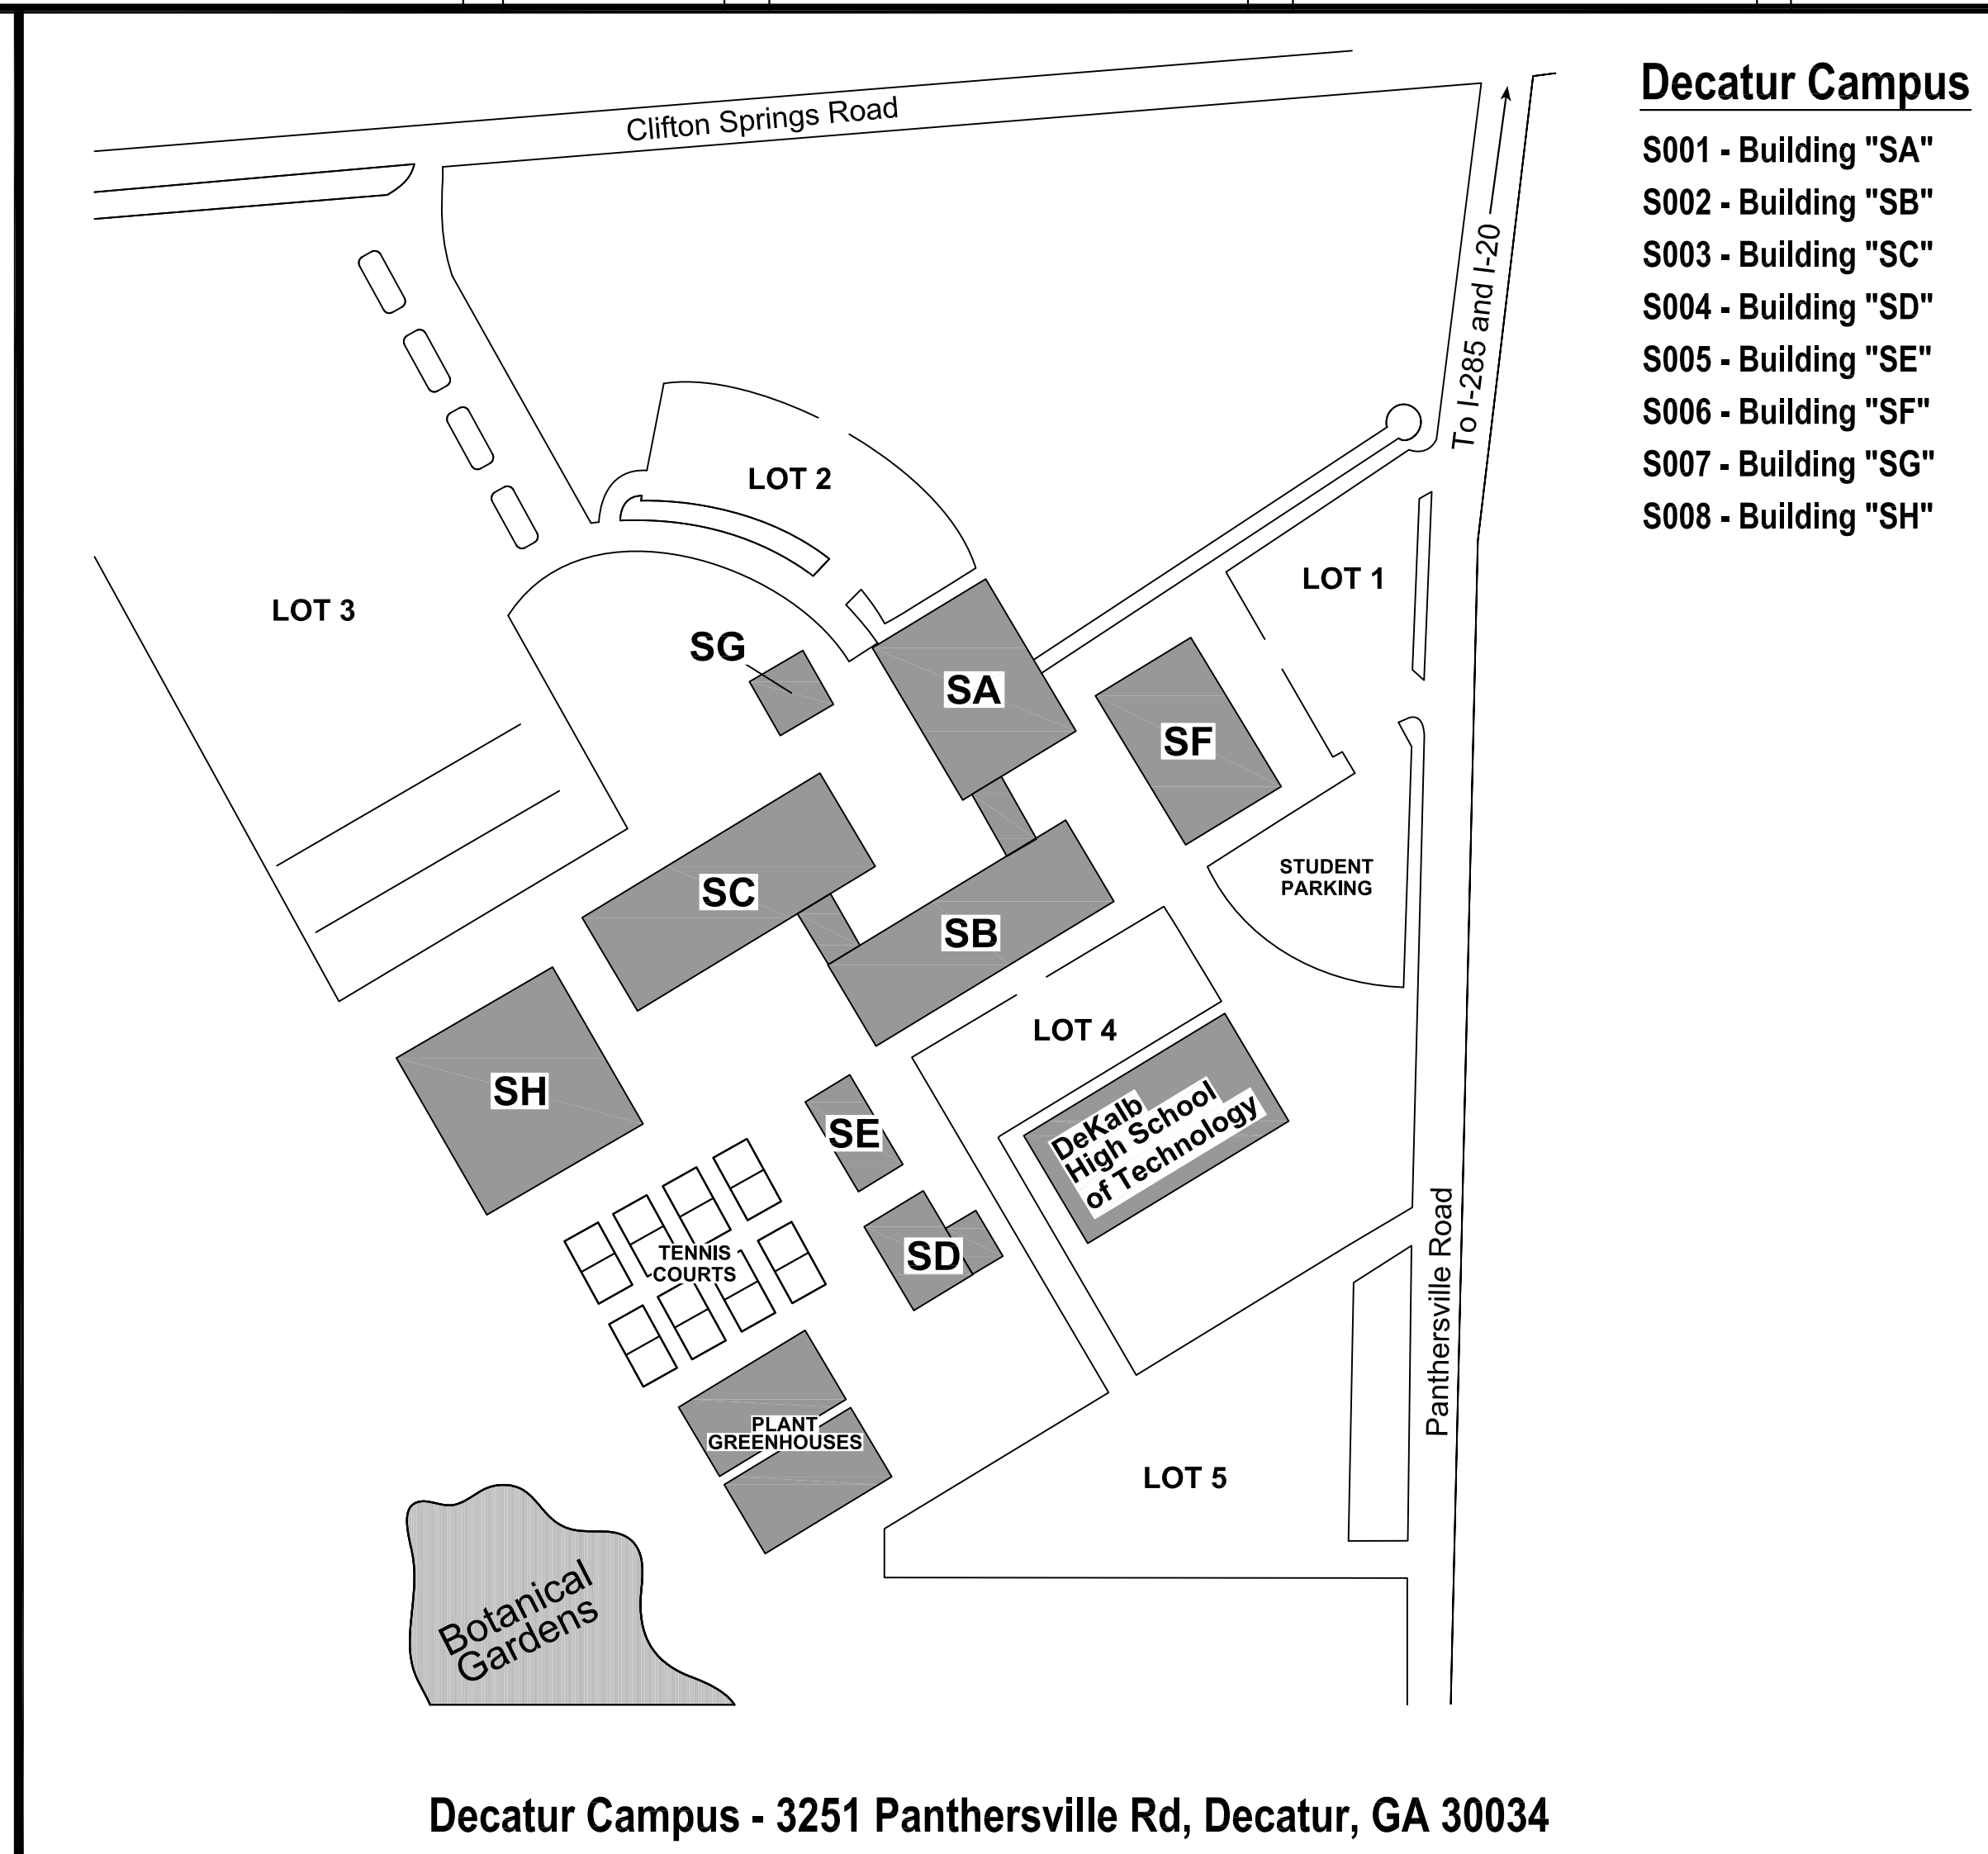 Clifton Springs Road
To I-285 and I-20
Decatur Campus
S001 - Building "SA"
S002 - Building "SB"
S003 - Building "SC"
S004 - Building "SD"
S005 - Building "SE"
S006 - Building "SF"
S007 - Building "SG"
S008 - Building "SH"
LOT 2
LOT 1
LOT 3
SG
SA
SF
STUDENT
PARKING
SC
SB
LOT 4
SH
SE
DeKalb
High School
of Technology
SD
TENNIS
COURTS
Panthersville Road
PLANT
GREENHOUSES
LOT 5
Botanical
Gardens
Decatur Campus - 3251 Panthersville Rd, Decatur, GA 30034